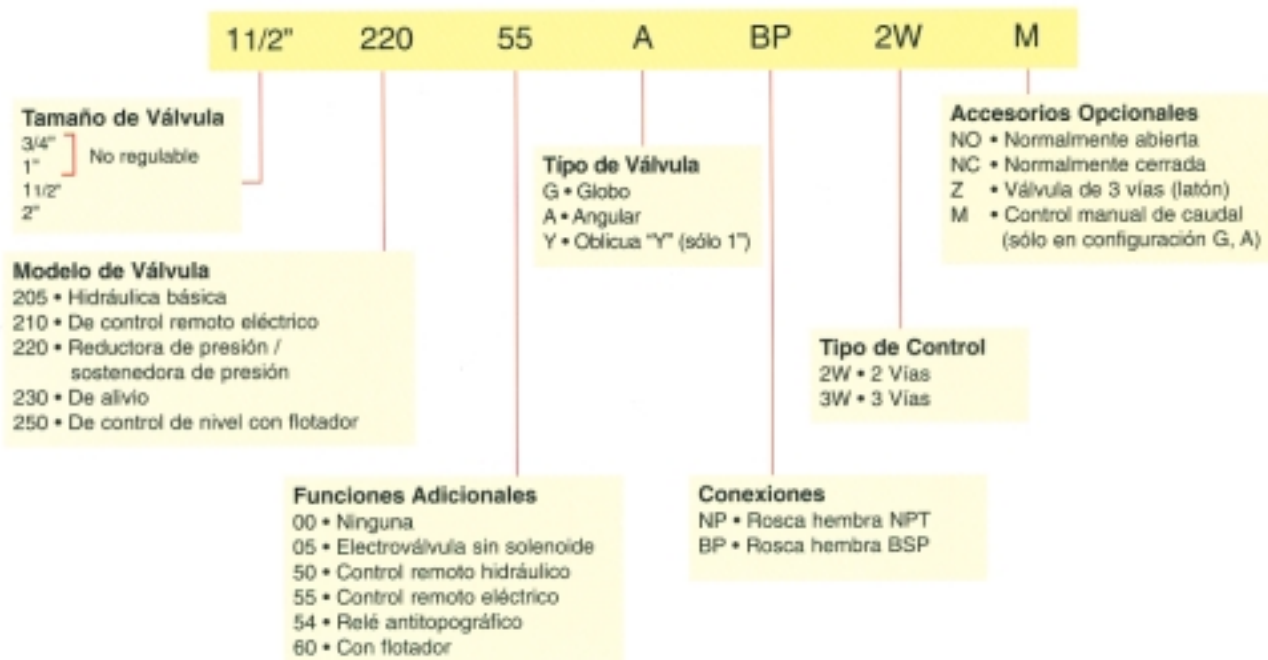 1 1/2" 220 55 A BP 2W M
Tamaño de Válvula
3/4"
1"
No regulable
1 1/2"
2"
Modelo de Válvula
205 • Hidráulica básica
210 • De control remoto eléctrico
220 • Reductora de presión /
sostenedora de presión
230 • De alivio
250 • De control de nivel con flotador
Funciones Adicionales
00 • Ninguna
05 • Electroválvula sin solenoide
50 • Control remoto hidráulico
55 • Control remoto eléctrico
54 • Relé antitopográfico
60 • Con flotador
Tipo de Válvula
G • Globo
A • Angular
Y • Oblicua "Y" (sólo 1")
Conexiones
NP • Rosca hembra NPT
BP • Rosca hembra BSP
Tipo de Control
2W • 2 Vías
3W • 3 Vías
Accesorios Opcionales
NO • Normalmente abierta
NC • Normalmente cerrada
Z • Válvula de 3 vías (latón)
M • Control manual de caudal
(sólo en configuración G, A)